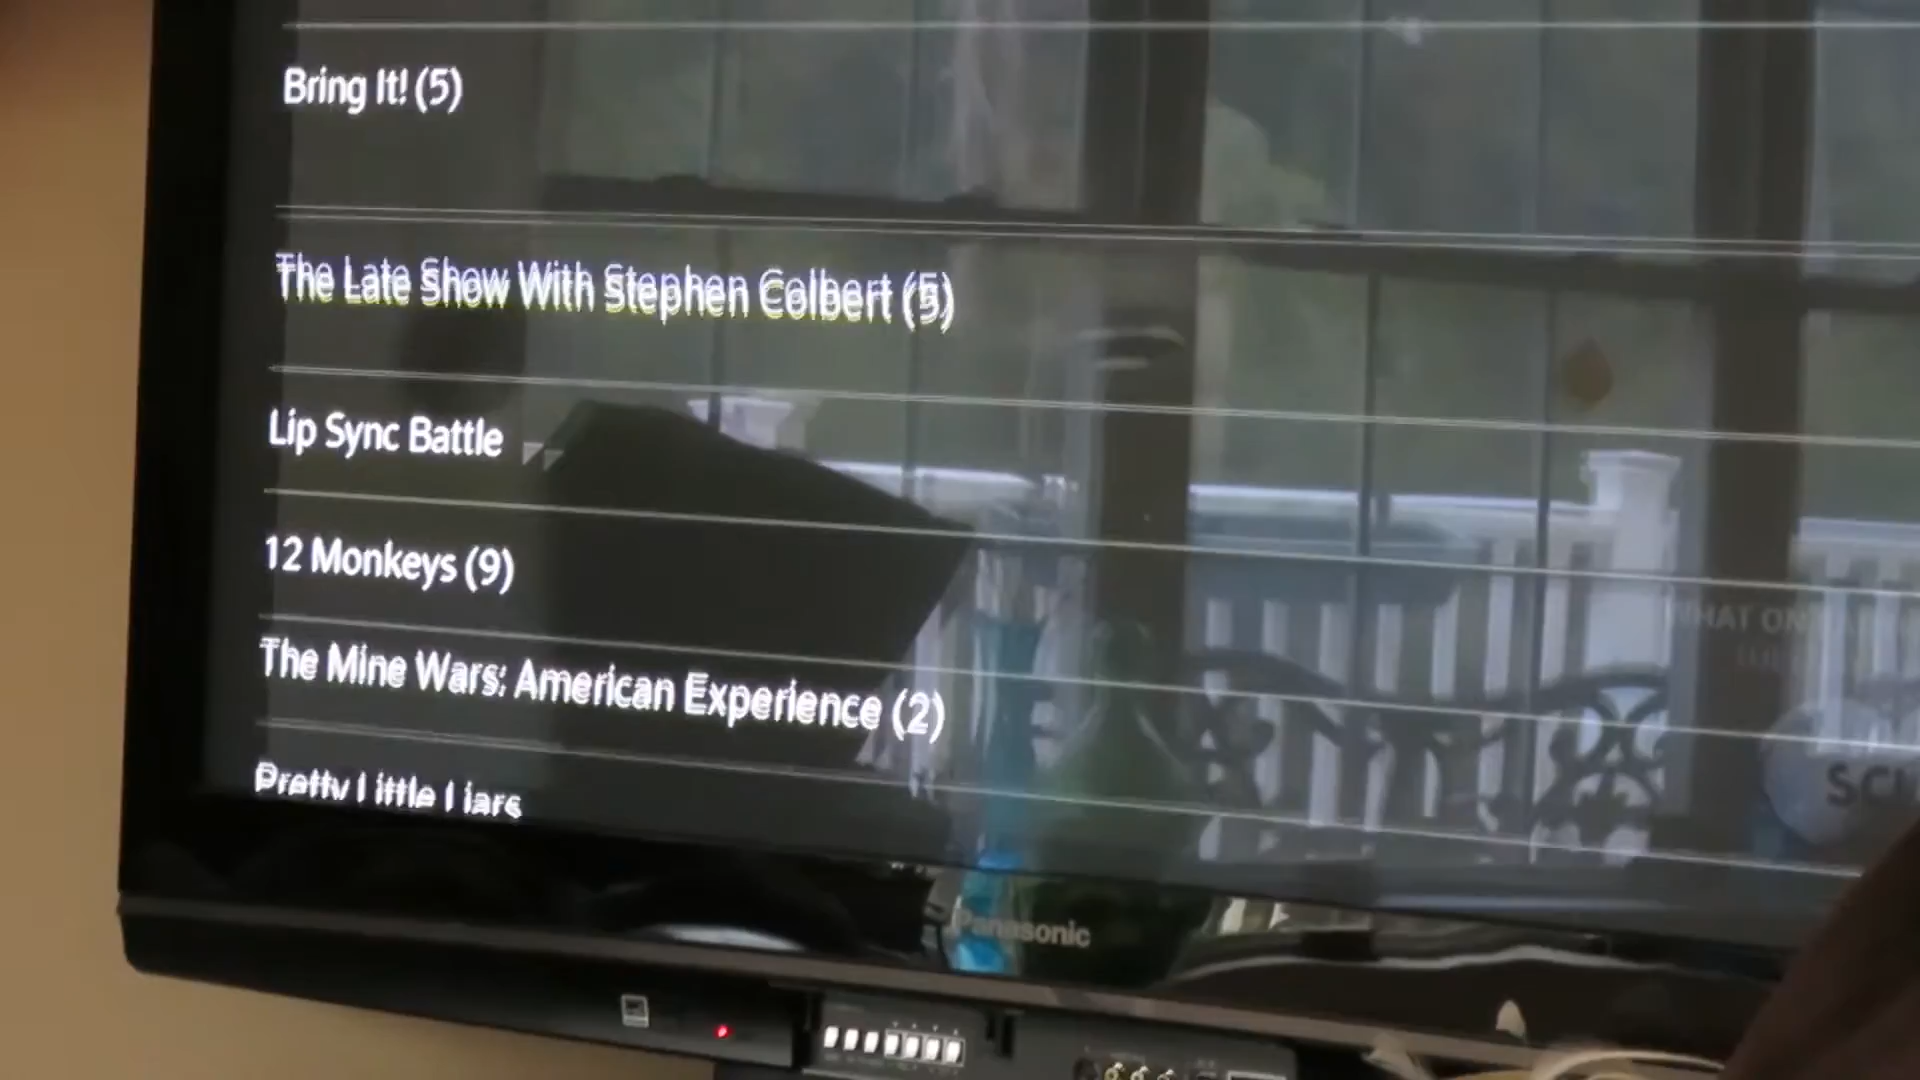 Bring It! (5)
The Late Show With Stephen Colbert (5)
Lip Sync Battle
12 Monkeys (9)
The Mine Wars: American Experience (2)
Pretty Little Liars
Panasonic